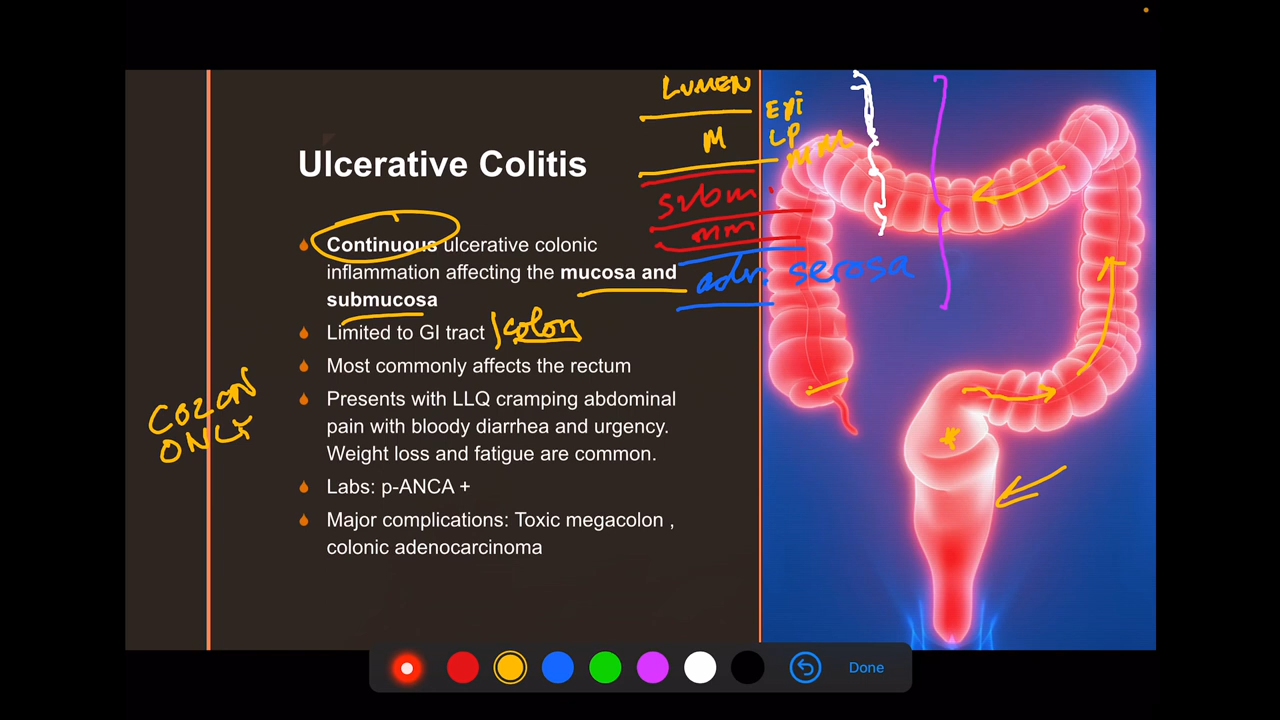 LUMEN
EPI
M
LP
MM
Ulcerative Colitis
subm.
mm
Continuous ulcerative colonic
inflammation affecting the mucosa and
adv. serosa
submucosa
Limited to GI tract /colon
Most commonly affects the rectum
COLON
ONLY
Presents with LLQ cramping abdominal
pain with bloody diarrhea and urgency.
Weight loss and fatigue are common.
Labs: p-ANCA +
Major complications: Toxic megacolon ,
colonic adenocarcinoma
Done